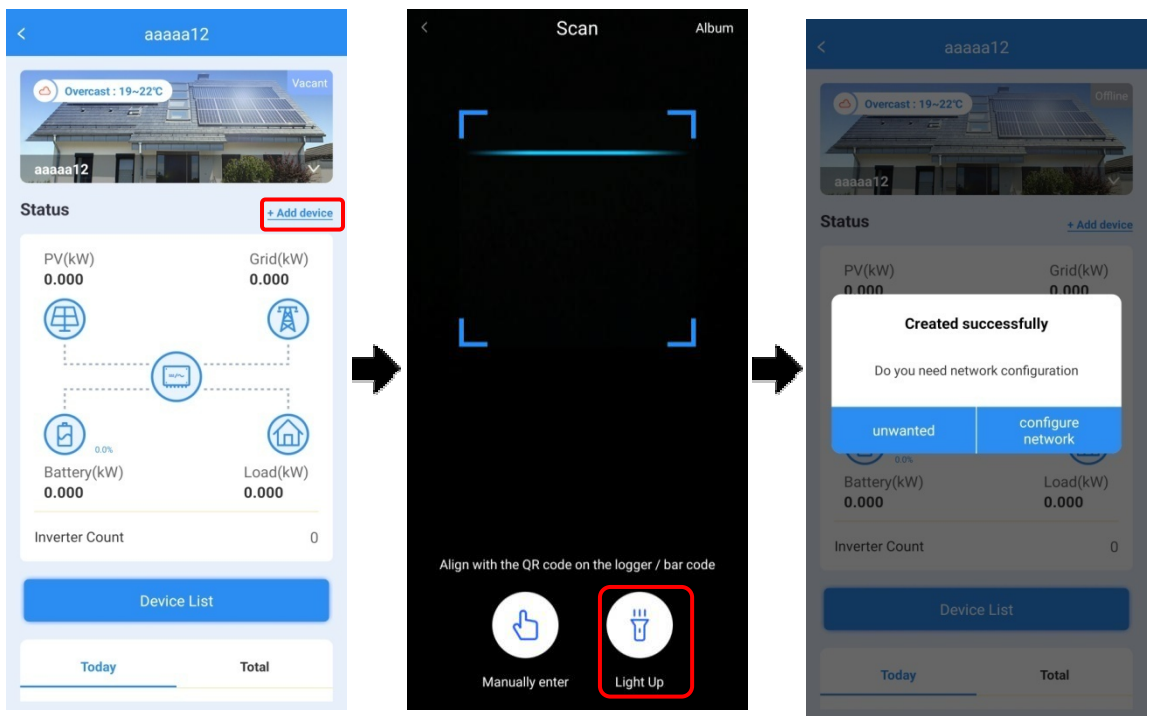 aaaaa12
Overcast : 19~22℃
Vacant
aaaaa12
Status
+ Add device
PV(kW)
Grid(kW)
0.000
0.000
0.0%
Battery(kW)
Load(kW)
0.000
0.000
Inverter Count
0
Device List
Today
Total
Scan
Album
Align with the QR code on the logger / bar code
Manually enter
Light Up
aaaaa12
Overcast : 19~22℃
Offline
aaaaa12
Status
+ Add device
PV(kW)
Grid(kW)
0.000
0.000
Created successfully
Do you need network configuration
unwanted
configure
network
0.0%
Battery(kW)
Load(kW)
0.000
0.000
Inverter Count
0
Device List
Today
Total